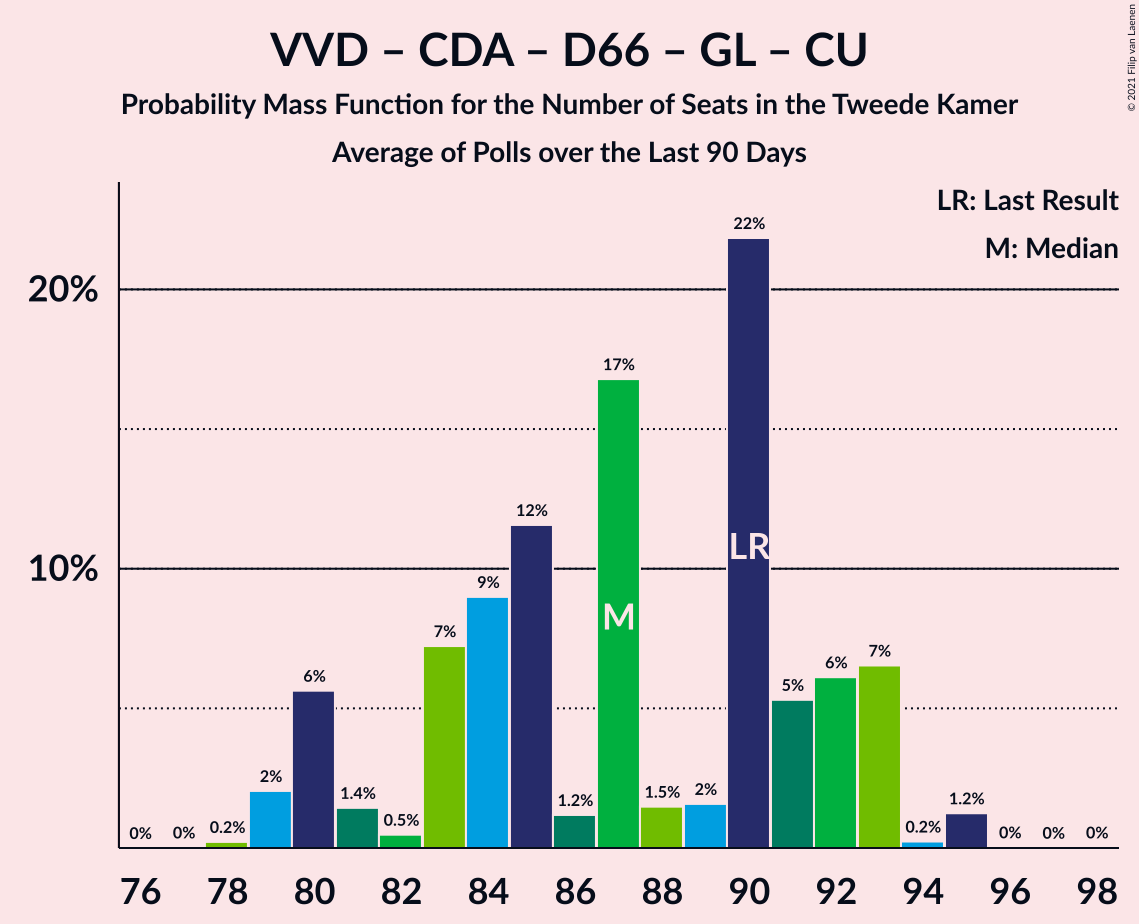 VVD – CDA – D66 – GL – CU
Probability Mass Function for the Number of Seats in the Tweede Kamer
Average of Polls over the Last 90 Days
© 2021 Filip van Laenen
LR: Last Result
M: Median
20%
10%
0% 0% 0.2% 2% 6% 1.4% 0.5% 7% 9% 12% 1.2% 17% 1.5% 2% 22% 5% 6% 7% 0.2% 1.2% 0% 0% 0%
LR
M
76 78 80 82 84 86 88 90 92 94 96 98